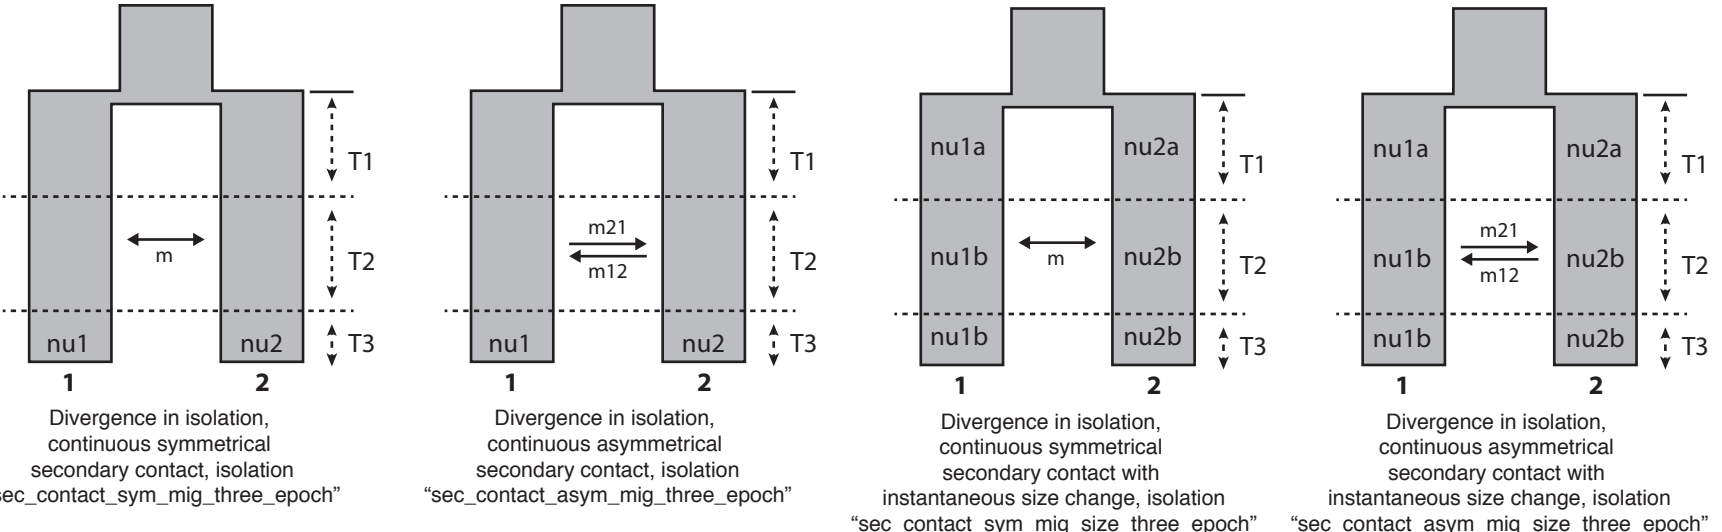 T1
m
T2
nu1
nu2
T3
1
2
Divergence in isolation,
continuous symmetrical
secondary contact, isolation
sec_contact_sym_mig_three_epoch”
T1
m21
m12
T2
nu1
nu2
T3
1
2
Divergence in isolation,
continuous asymmetrical
secondary contact, isolation
“sec_contact_asym_mig_three_epoch”
nu1a
nu2a
T1
nu1b
m
nu2b
T2
nu1b
nu2b
T3
1
2
Divergence in isolation,
continuous symmetrical
secondary contact with
instantaneous size change, isolation
“sec_contact_sym_mig_size_three_epoch”
nu1a
nu2a
T1
nu1b
m21
m12
nu2b
T2
nu1b
nu2b
T3
1
2
Divergence in isolation,
continuous asymmetrical
secondary contact with
instantaneous size change, isolation
“sec_contact_asym_mig_size_three_epoch”